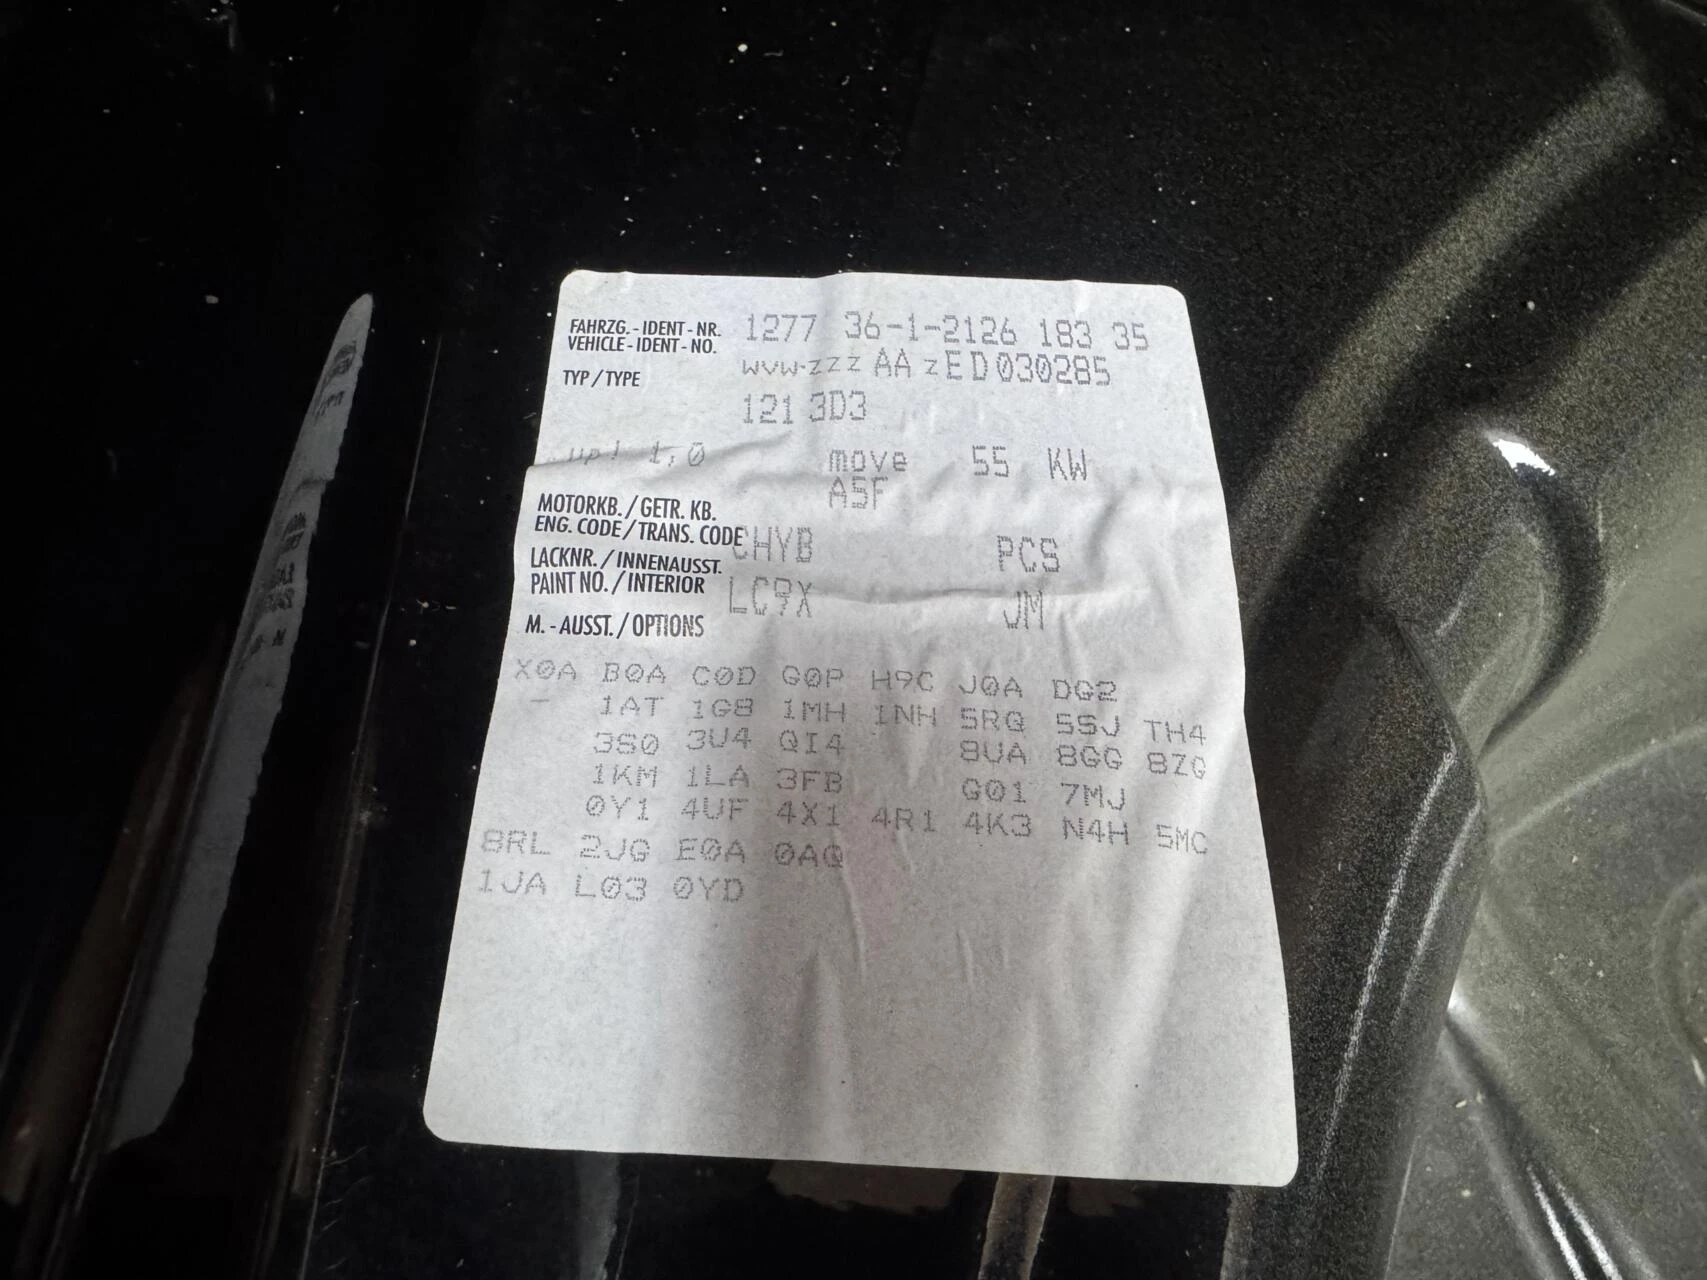 FAHRZG. - IDENT - NR. 1277 36-1-2126 183 35
VEHICLE - IDENT - NO. WVWZZZAAZED030285
TYP / TYPE 121 3D3
up! 1,0 move 55 KW
A5F
MOTORKB. / GETR. KB.
ENG. CODE / TRANS. CODE CHYB PCS
LACKNR. / INNENAUSST.
PAINT NO. / INTERIOR LC9X JM
M. - AUSST. / OPTIONS
X0A B0A C0D G0P H9C J0A DG2
- 1AT 1G8 1MH 1NH 5RQ 5SJ TH4
3S0 3U4 QI4 8UA 8GG 8ZG
1KM 1LA 3FB G01 7MJ
0Y1 4UF 4X1 4R1 4K3 N4H 5MC
8RL 2JG E0A 0AQ
1JA L03 0YD